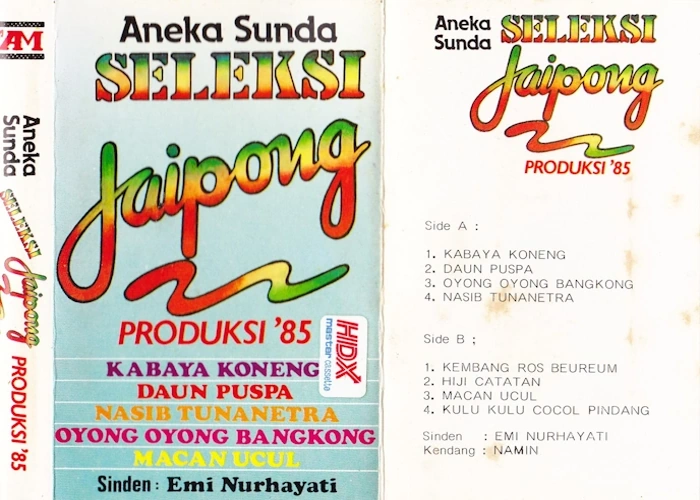 AM
Aneka
Sunda
SELEKSI
Jaipong
PRODUKSI '85
Aneka Sunda
SELEKSI
Jaipong
PRODUKSI '85
HIDX
master cassette
KABAYA KONENG
DAUN PUSPA
NASIB TUNANETRA
OYONG OYONG BANGKONG
MACAN UCUL
Sinden : Emi Nurhayati
Aneka
Sunda
SELEKSI
Jaipong
PRODUKSI '85
Side A :
1. KABAYA KONENG
2. DAUN PUSPA
3. OYONG OYONG BANGKONG
4. NASIB TUNANETRA
Side B ;
1. KEMBANG ROS BEUREUM
2. HIJI CATATAN
3. MACAN UCUL
4. KULU KULU COCOL PINDANG
Sinden : EMI NURHAYATI
Kendang : NAMIN